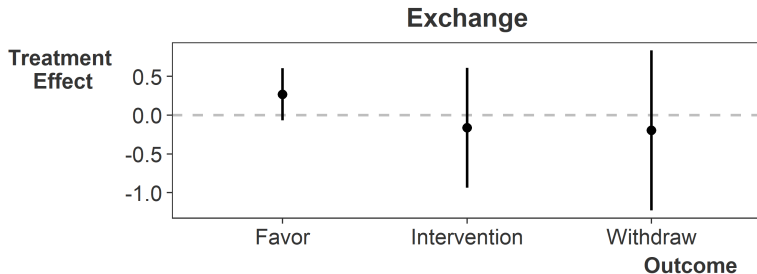 Exchange
Treatment
Effect
0.5
0.0
-0.5
-1.0
Favor Intervention Withdraw
Outcome